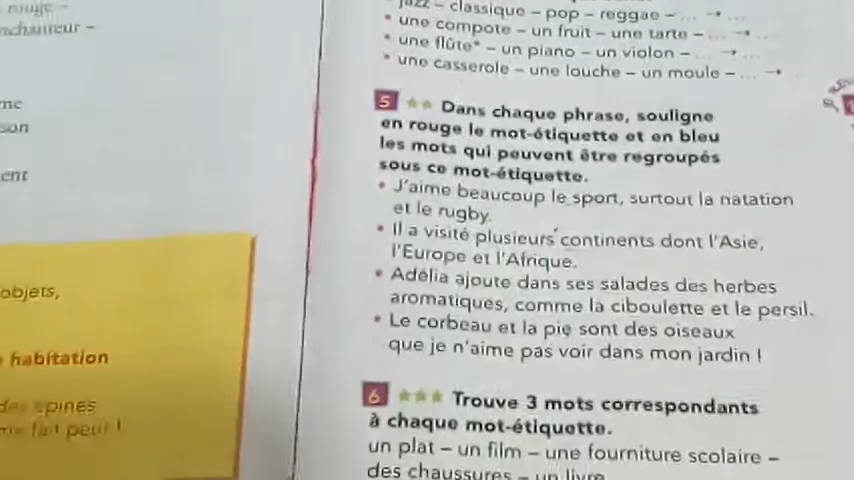 rouge –
enchanteur –
me
son
ent
objets,
habitation
des épines
me fait peur !
jazz – classique – pop – reggae – ... → ...
• une compote – un fruit – une tarte – ... → ...
• une flûte* – un piano – un violon – ... → ...
• une casserole – une louche – un moule – ... → ...
5 ★★ Dans chaque phrase, souligne
en rouge le mot-étiquette et en bleu
les mots qui peuvent être regroupés
sous ce mot-étiquette.
• J'aime beaucoup le sport, surtout la natation
et le rugby.
• Il a visité plusieurs continents dont l'Asie,
l'Europe et l'Afrique.
• Adélia ajoute dans ses salades des herbes
aromatiques, comme la ciboulette et le persil.
• Le corbeau et la pie sont des oiseaux
que je n'aime pas voir dans mon jardin !
6 ★★★ Trouve 3 mots correspondants
à chaque mot-étiquette.
un plat – un film – une fourniture scolaire –
des chaussures – un livre